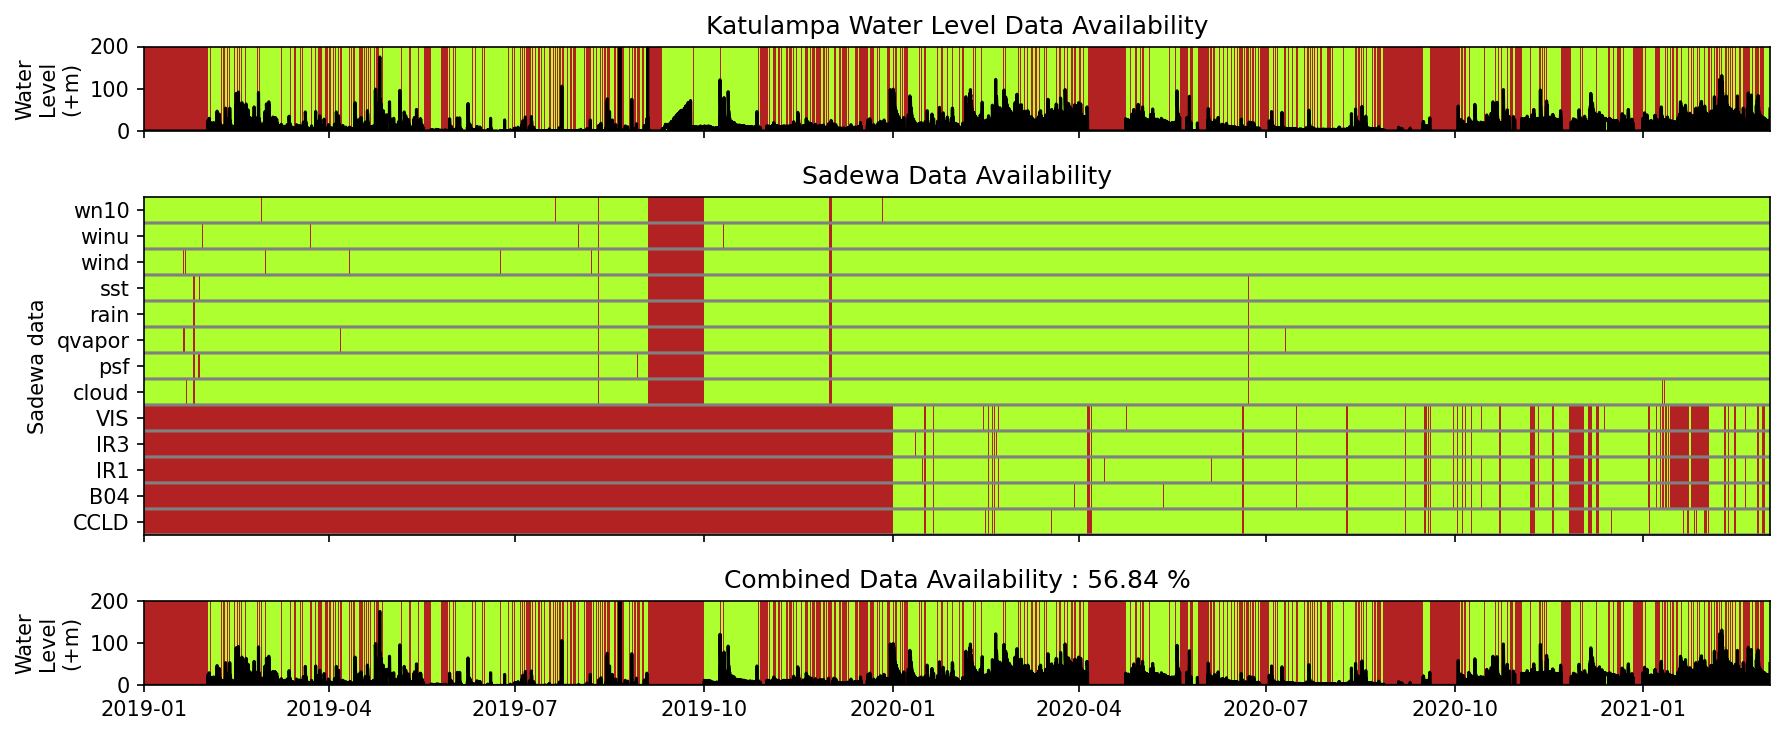 Katulampa Water Level Data Availability
Water
Level
(+m)
200
100
0
Sadewa Data Availability
Sadewa data
wn10
winu
wind
sst
rain
qvapor
psf
cloud
VIS
IR3
IR1
B04
CCLD
Combined Data Availability : 56.84 %
Water
Level
(+m)
200
100
0
2019-01 2019-04 2019-07 2019-10 2020-01 2020-04 2020-07 2020-10 2021-01